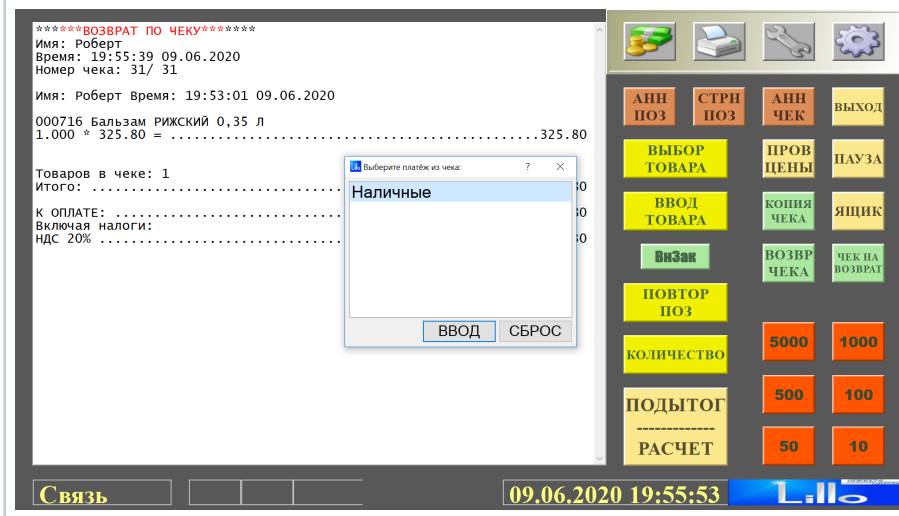 ******ВОЗВРАТ ПО ЧЕКУ*******
Имя: Роберт
Время: 19:55:39 09.06.2020
Номер чека: 31/ 31
Имя: Роберт Время: 19:53:01 09.06.2020
000716 Бальзам РИЖСКИЙ 0,35 Л
1.000 * 325.80 = ...............................................325.80
Товаров в чеке: 1
Итого: ................................
К ОПЛАТЕ: .............................
Включая налоги:
НДС 20% ...............................
Выберите платёж из чека:
?
Наличные
ВВОД СБРОС
АНН ПОЗ
СТРН ПОЗ
АНН ЧЕК
ВЫХОД
ВЫБОР ТОВАРА
ПРОВ ЦЕНЫ
ПАУЗА
ВВОД ТОВАРА
КОПИЯ ЧЕКА
ЯЩИК
ВнЗак
ВОЗВР ЧЕКА
ЧЕК НА ВОЗВРАТ
ПОВТОР ПОЗ
КОЛИЧЕСТВО
5000
1000
ПОДЫТОГ
-------------
РАСЧЕТ
500
100
50
10
Связь
09.06.2020 19:55:53
Lillo